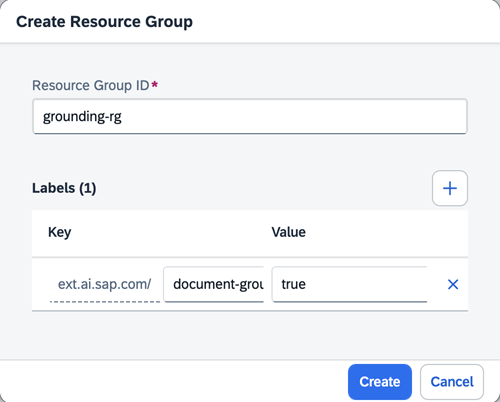 Create Resource Group
Resource Group ID*
grounding-rg
Labels (1)
Key Value
ext.ai.sap.com/ document-grou true
Create Cancel